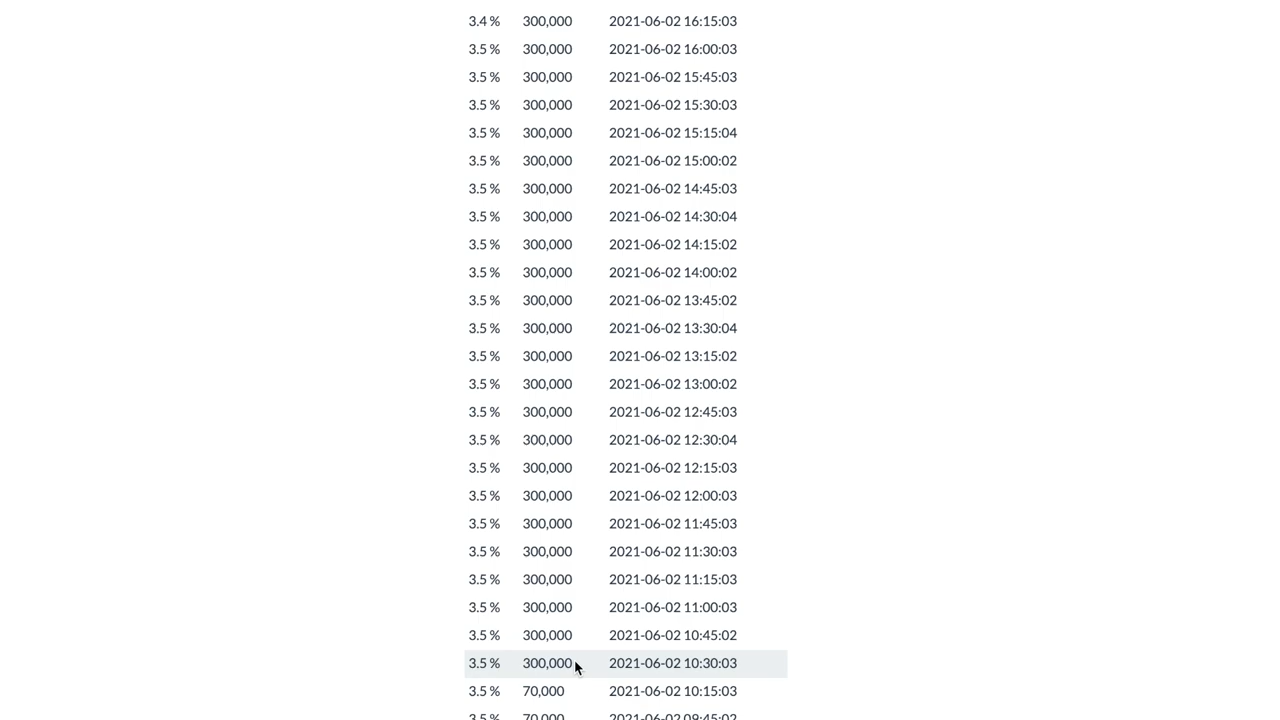 3.4 % 300,000 2021-06-02 16:15:03
3.5 % 300,000 2021-06-02 16:00:03
3.5 % 300,000 2021-06-02 15:45:03
3.5 % 300,000 2021-06-02 15:30:03
3.5 % 300,000 2021-06-02 15:15:04
3.5 % 300,000 2021-06-02 15:00:02
3.5 % 300,000 2021-06-02 14:45:03
3.5 % 300,000 2021-06-02 14:30:04
3.5 % 300,000 2021-06-02 14:15:02
3.5 % 300,000 2021-06-02 14:00:02
3.5 % 300,000 2021-06-02 13:45:02
3.5 % 300,000 2021-06-02 13:30:04
3.5 % 300,000 2021-06-02 13:15:02
3.5 % 300,000 2021-06-02 13:00:02
3.5 % 300,000 2021-06-02 12:45:03
3.5 % 300,000 2021-06-02 12:30:04
3.5 % 300,000 2021-06-02 12:15:03
3.5 % 300,000 2021-06-02 12:00:03
3.5 % 300,000 2021-06-02 11:45:03
3.5 % 300,000 2021-06-02 11:30:03
3.5 % 300,000 2021-06-02 11:15:03
3.5 % 300,000 2021-06-02 11:00:03
3.5 % 300,000 2021-06-02 10:45:02
3.5 % 300,000 2021-06-02 10:30:03
3.5 % 70,000 2021-06-02 10:15:03
3.5 % 70,000 2021-06-02 09:45:02